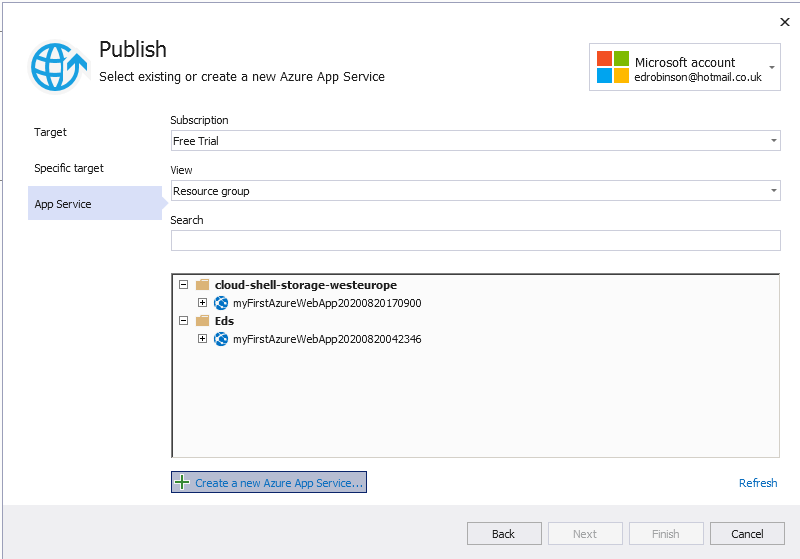 Publish
Select existing or create a new Azure App Service
Microsoft account
edrobinson@hotmail.co.uk
Target
Specific target
App Service
Subscription
Free Trial
View
Resource group
Search
cloud-shell-storage-westeurope
myFirstAzureWebApp20200820170900
Eds
myFirstAzureWebApp20200820042346
Create a new Azure App Service...
Refresh
Back
Next
Finish
Cancel